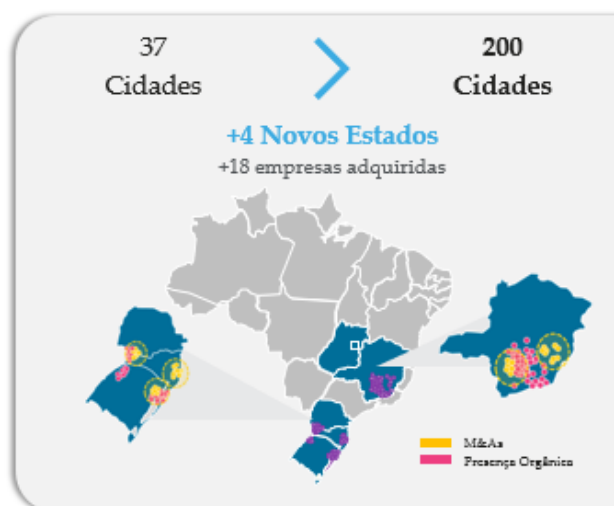 37
Cidades
200
Cidades
+4 Novos Estados
+18 empresas adquiridas
M&As
Presença Orgânica